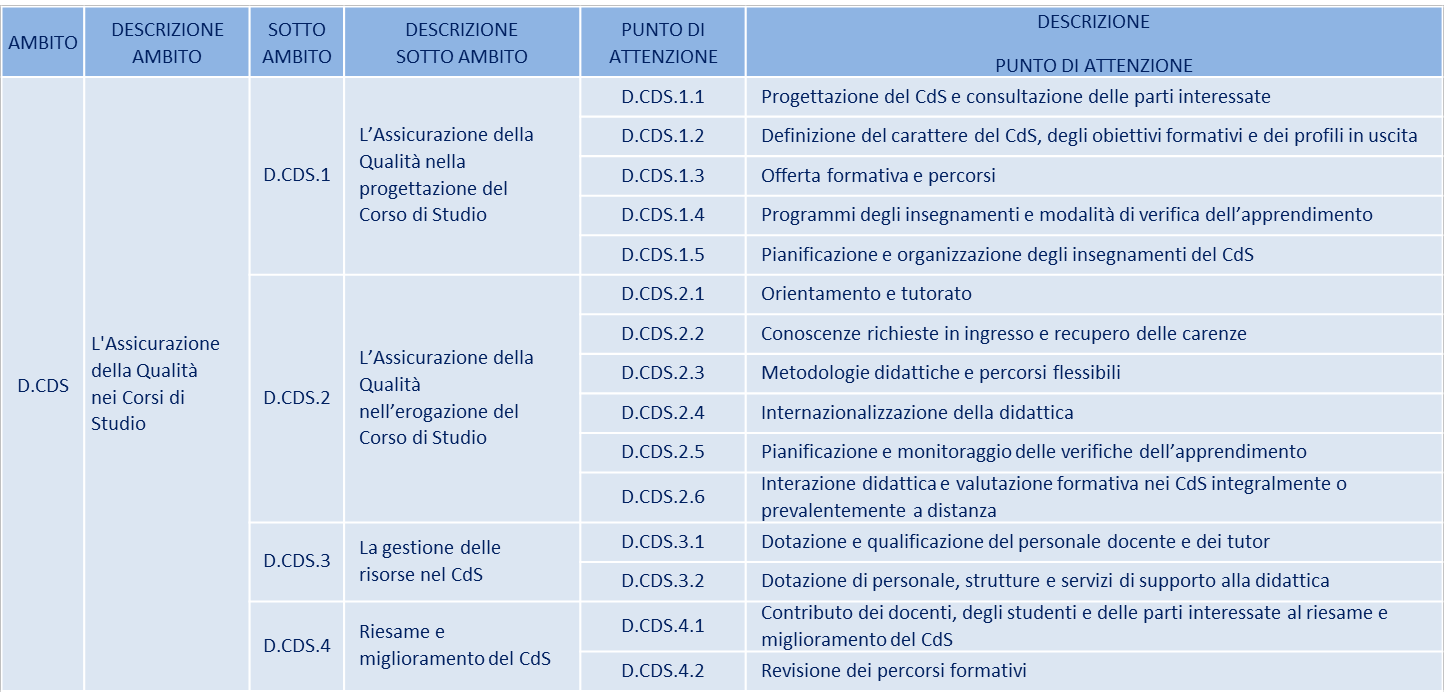 AMBITO
DESCRIZIONE
AMBITO
SOTTO
AMBITO
DESCRIZIONE
SOTTO AMBITO
PUNTO DI
ATTENZIONE
DESCRIZIONE
PUNTO DI ATTENZIONE
D.CDS
L'Assicurazione
della Qualità
nei Corsi di
Studio
D.CDS.1
L’Assicurazione della
Qualità nella
progettazione del
Corso di Studio
D.CDS.1.1
Progettazione del CdS e consultazione delle parti interessate
D.CDS.1.2
Definizione del carattere del CdS, degli obiettivi formativi e dei profili in uscita
D.CDS.1.3
Offerta formativa e percorsi
D.CDS.1.4
Programmi degli insegnamenti e modalità di verifica dell’apprendimento
D.CDS.1.5
Pianificazione e organizzazione degli insegnamenti del CdS
D.CDS.2
L’Assicurazione della
Qualità
nell’erogazione del
Corso di Studio
D.CDS.2.1
Orientamento e tutorato
D.CDS.2.2
Conoscenze richieste in ingresso e recupero delle carenze
D.CDS.2.3
Metodologie didattiche e percorsi flessibili
D.CDS.2.4
Internazionalizzazione della didattica
D.CDS.2.5
Pianificazione e monitoraggio delle verifiche dell’apprendimento
D.CDS.2.6
Interazione didattica e valutazione formativa nei CdS integralmente o
prevalentemente a distanza
D.CDS.3
La gestione delle
risorse nel CdS
D.CDS.3.1
Dotazione e qualificazione del personale docente e dei tutor
D.CDS.3.2
Dotazione di personale, strutture e servizi di supporto alla didattica
D.CDS.4
Riesame e
miglioramento del CdS
D.CDS.4.1
Contributo dei docenti, degli studenti e delle parti interessate al riesame e
miglioramento del CdS
D.CDS.4.2
Revisione dei percorsi formativi